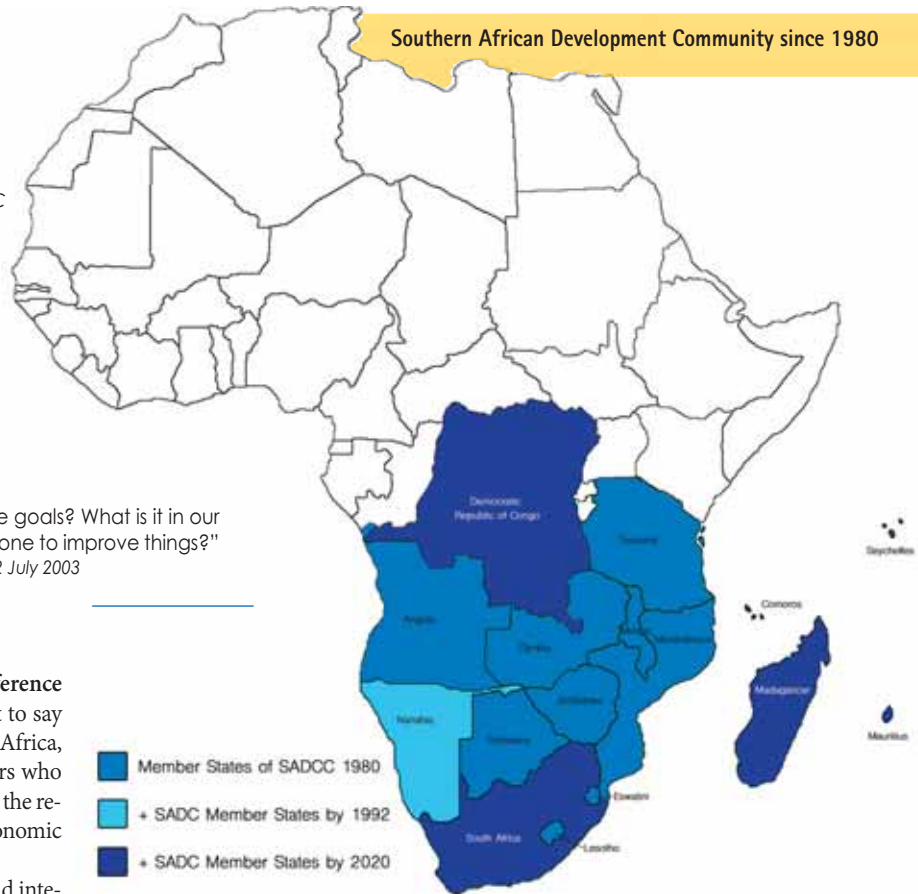 Southern African Development Community since 1980
C
e goals? What is it in our
one to improve things?”
2 July 2003
ference
t to say
Africa,
rs who
the re-
onomic
d inte-
Democratic
Republic of Congo
Tanzania
Seychelles
Comoros
Angola
Zambia
Mozambique
Madagascar
Zimbabwe
Namibia
Botswana
Mauritius
Eswatini
South Africa
Lesotho
Member States of SADCC 1980
+ SADC Member States by 1992
+ SADC Member States by 2020